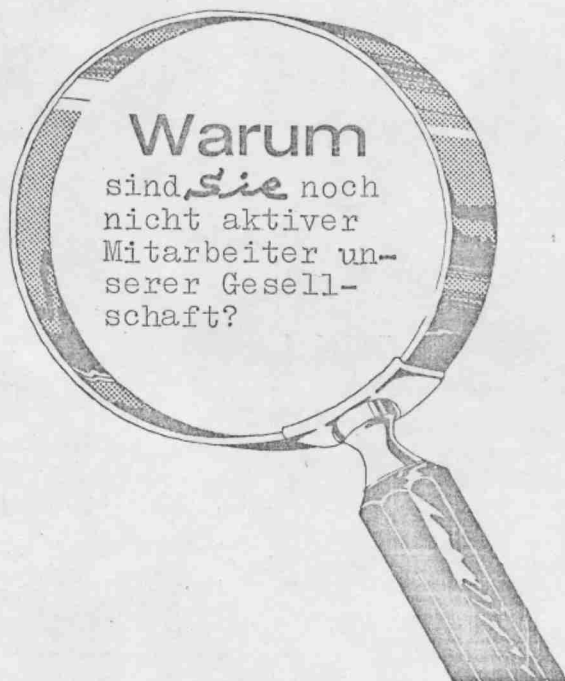 Warum
sind Sie noch
nicht aktiver
Mitarbeiter un-
serer Gesell-
schaft?